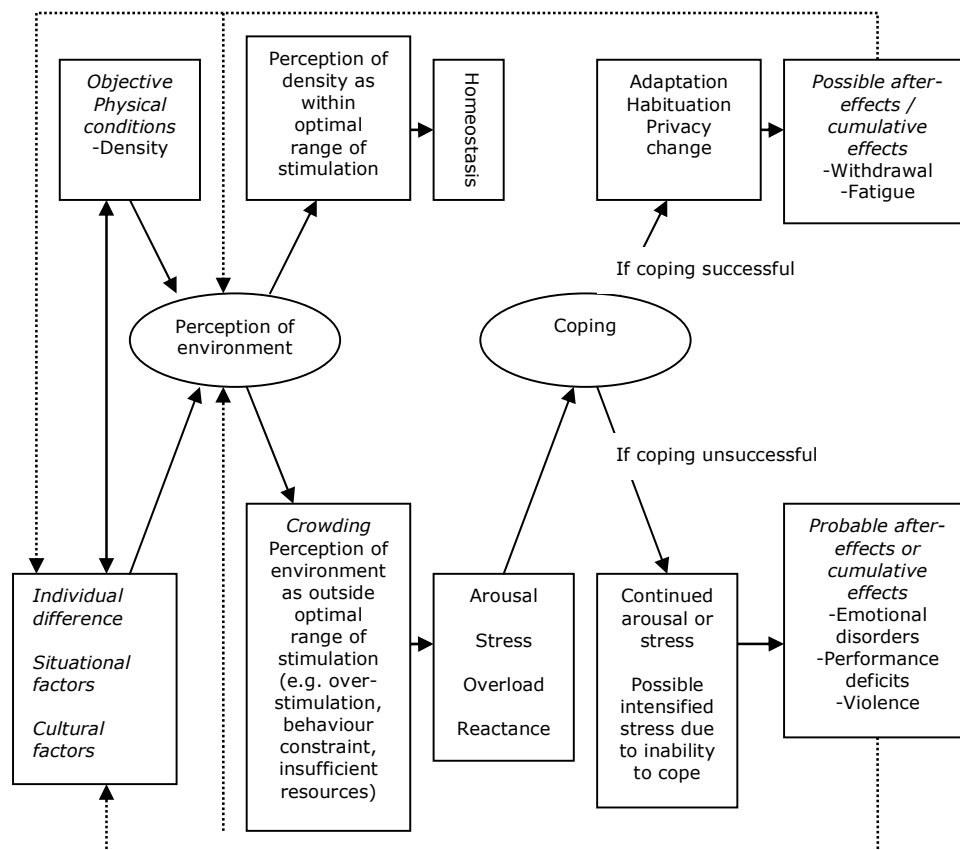 Objective
Physical
conditions
-Density
Perception of
density as
within
optimal
range of
stimulation
Homeostasis
Adaptation
Habituation
Privacy
change
Possible after-
effects /
cumulative
effects
-Withdrawal
-Fatigue
If coping successful
Perception of
environment
Coping
If coping unsuccessful
Individual
difference
Situational
factors
Cultural
factors
Crowding
Perception of
environment
as outside
optimal
range of
stimulation
(e.g. over-
stimulation,
behaviour
constraint,
insufficient
resources)
Arousal
Stress
Overload
Reactance
Continued
arousal or
stress
Possible
intensified
stress due
to inability
to cope
Probable after-
effects or
cumulative
effects
-Emotional
disorders
-Performance
deficits
-Violence